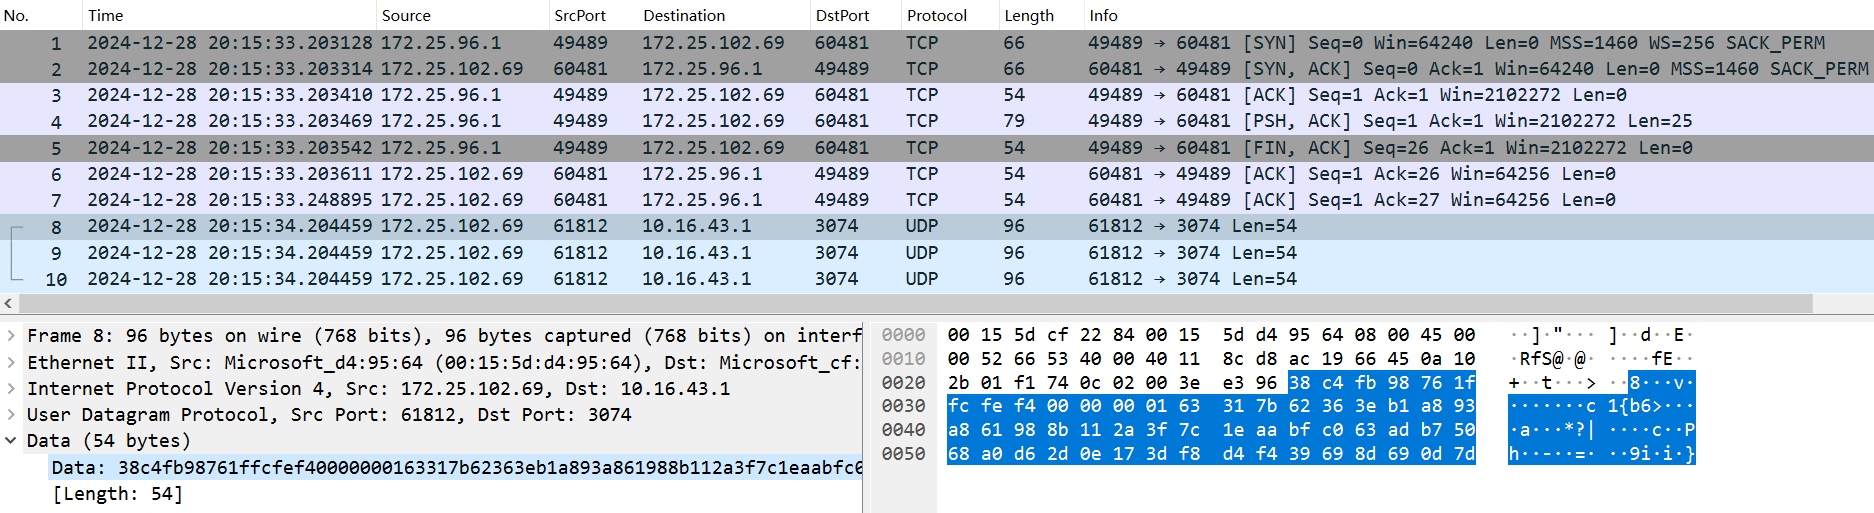 No. Time Source SrcPort Destination DstPort Protocol Length Info
1 2024-12-28 20:15:33.203128 172.25.96.1 49489 172.25.102.69 60481 TCP 66 49489 → 60481 [SYN] Seq=0 Win=64240 Len=0 MSS=1460 WS=256 SACK_PERM
2 2024-12-28 20:15:33.203314 172.25.102.69 60481 172.25.96.1 49489 TCP 66 60481 → 49489 [SYN, ACK] Seq=0 Ack=1 Win=64240 Len=0 MSS=1460 SACK_PERM
3 2024-12-28 20:15:33.203410 172.25.96.1 49489 172.25.102.69 60481 TCP 54 49489 → 60481 [ACK] Seq=1 Ack=1 Win=2102272 Len=0
4 2024-12-28 20:15:33.203469 172.25.96.1 49489 172.25.102.69 60481 TCP 79 49489 → 60481 [PSH, ACK] Seq=1 Ack=1 Win=2102272 Len=25
5 2024-12-28 20:15:33.203542 172.25.96.1 49489 172.25.102.69 60481 TCP 54 49489 → 60481 [FIN, ACK] Seq=26 Ack=1 Win=2102272 Len=0
6 2024-12-28 20:15:33.203611 172.25.102.69 60481 172.25.96.1 49489 TCP 54 60481 → 49489 [ACK] Seq=1 Ack=26 Win=64256 Len=0
7 2024-12-28 20:15:33.248895 172.25.102.69 60481 172.25.96.1 49489 TCP 54 60481 → 49489 [ACK] Seq=1 Ack=27 Win=64256 Len=0
8 2024-12-28 20:15:34.204459 172.25.102.69 61812 10.16.43.1 3074 UDP 96 61812 → 3074 Len=54
9 2024-12-28 20:15:34.204459 172.25.102.69 61812 10.16.43.1 3074 UDP 96 61812 → 3074 Len=54
10 2024-12-28 20:15:34.204459 172.25.102.69 61812 10.16.43.1 3074 UDP 96 61812 → 3074 Len=54
Frame 8: 96 bytes on wire (768 bits), 96 bytes captured (768 bits) on interf
Ethernet II, Src: Microsoft_d4:95:64 (00:15:5d:d4:95:64), Dst: Microsoft_cf:
Internet Protocol Version 4, Src: 172.25.102.69, Dst: 10.16.43.1
User Datagram Protocol, Src Port: 61812, Dst Port: 3074
Data (54 bytes)
Data: 38c4fb98761ffcfef40000000163317b62363eb1a893a861988b112a3f7c1eaabfc0
[Length: 54]
0000 00 15 5d cf 22 84 00 15 5d d4 95 64 08 00 45 00 ··]·"··· ]··d··E·
0010 00 52 66 53 40 00 40 11 8c d8 ac 19 66 45 0a 10 ·RfS@·@· ····fE··
0020 2b 01 f1 74 0c 02 00 3e e3 96 38 c4 fb 98 76 1f +··t···> ··8···v·
0030 fc fe f4 00 00 00 01 63 31 7b 62 36 3e b1 a8 93 ·······c 1{b6>···
0040 a8 61 98 8b 11 2a 3f 7c 1e aa bf c0 63 ad b7 50 ·a···*?| ····c··P
0050 68 a0 d6 2d 0e 17 3d f8 d4 f4 39 69 8d 69 0d 7d h··-··=· ··9i·i·}